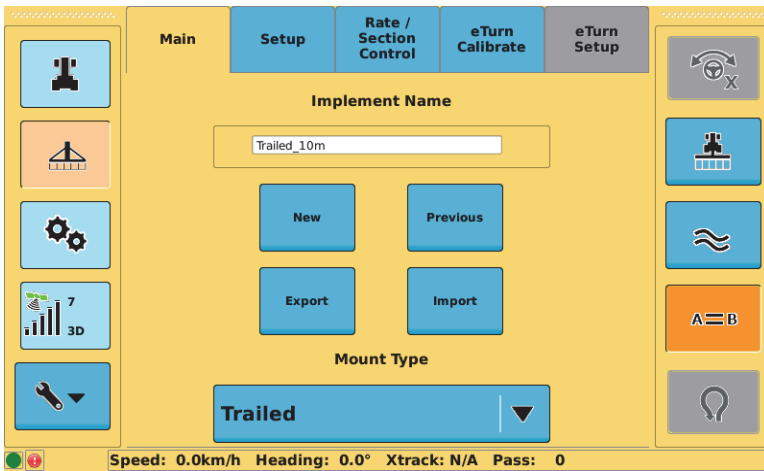 Main
Setup
Rate /
Section
Control
eTurn
Calibrate
eTurn
Setup
Implement Name
Trailed_10m
New
Previous
Export
Import
Mount Type
Trailed
7
3D
X
A=B
Speed: 0.0km/h Heading: 0.0° Xtrack: N/A Pass: 0